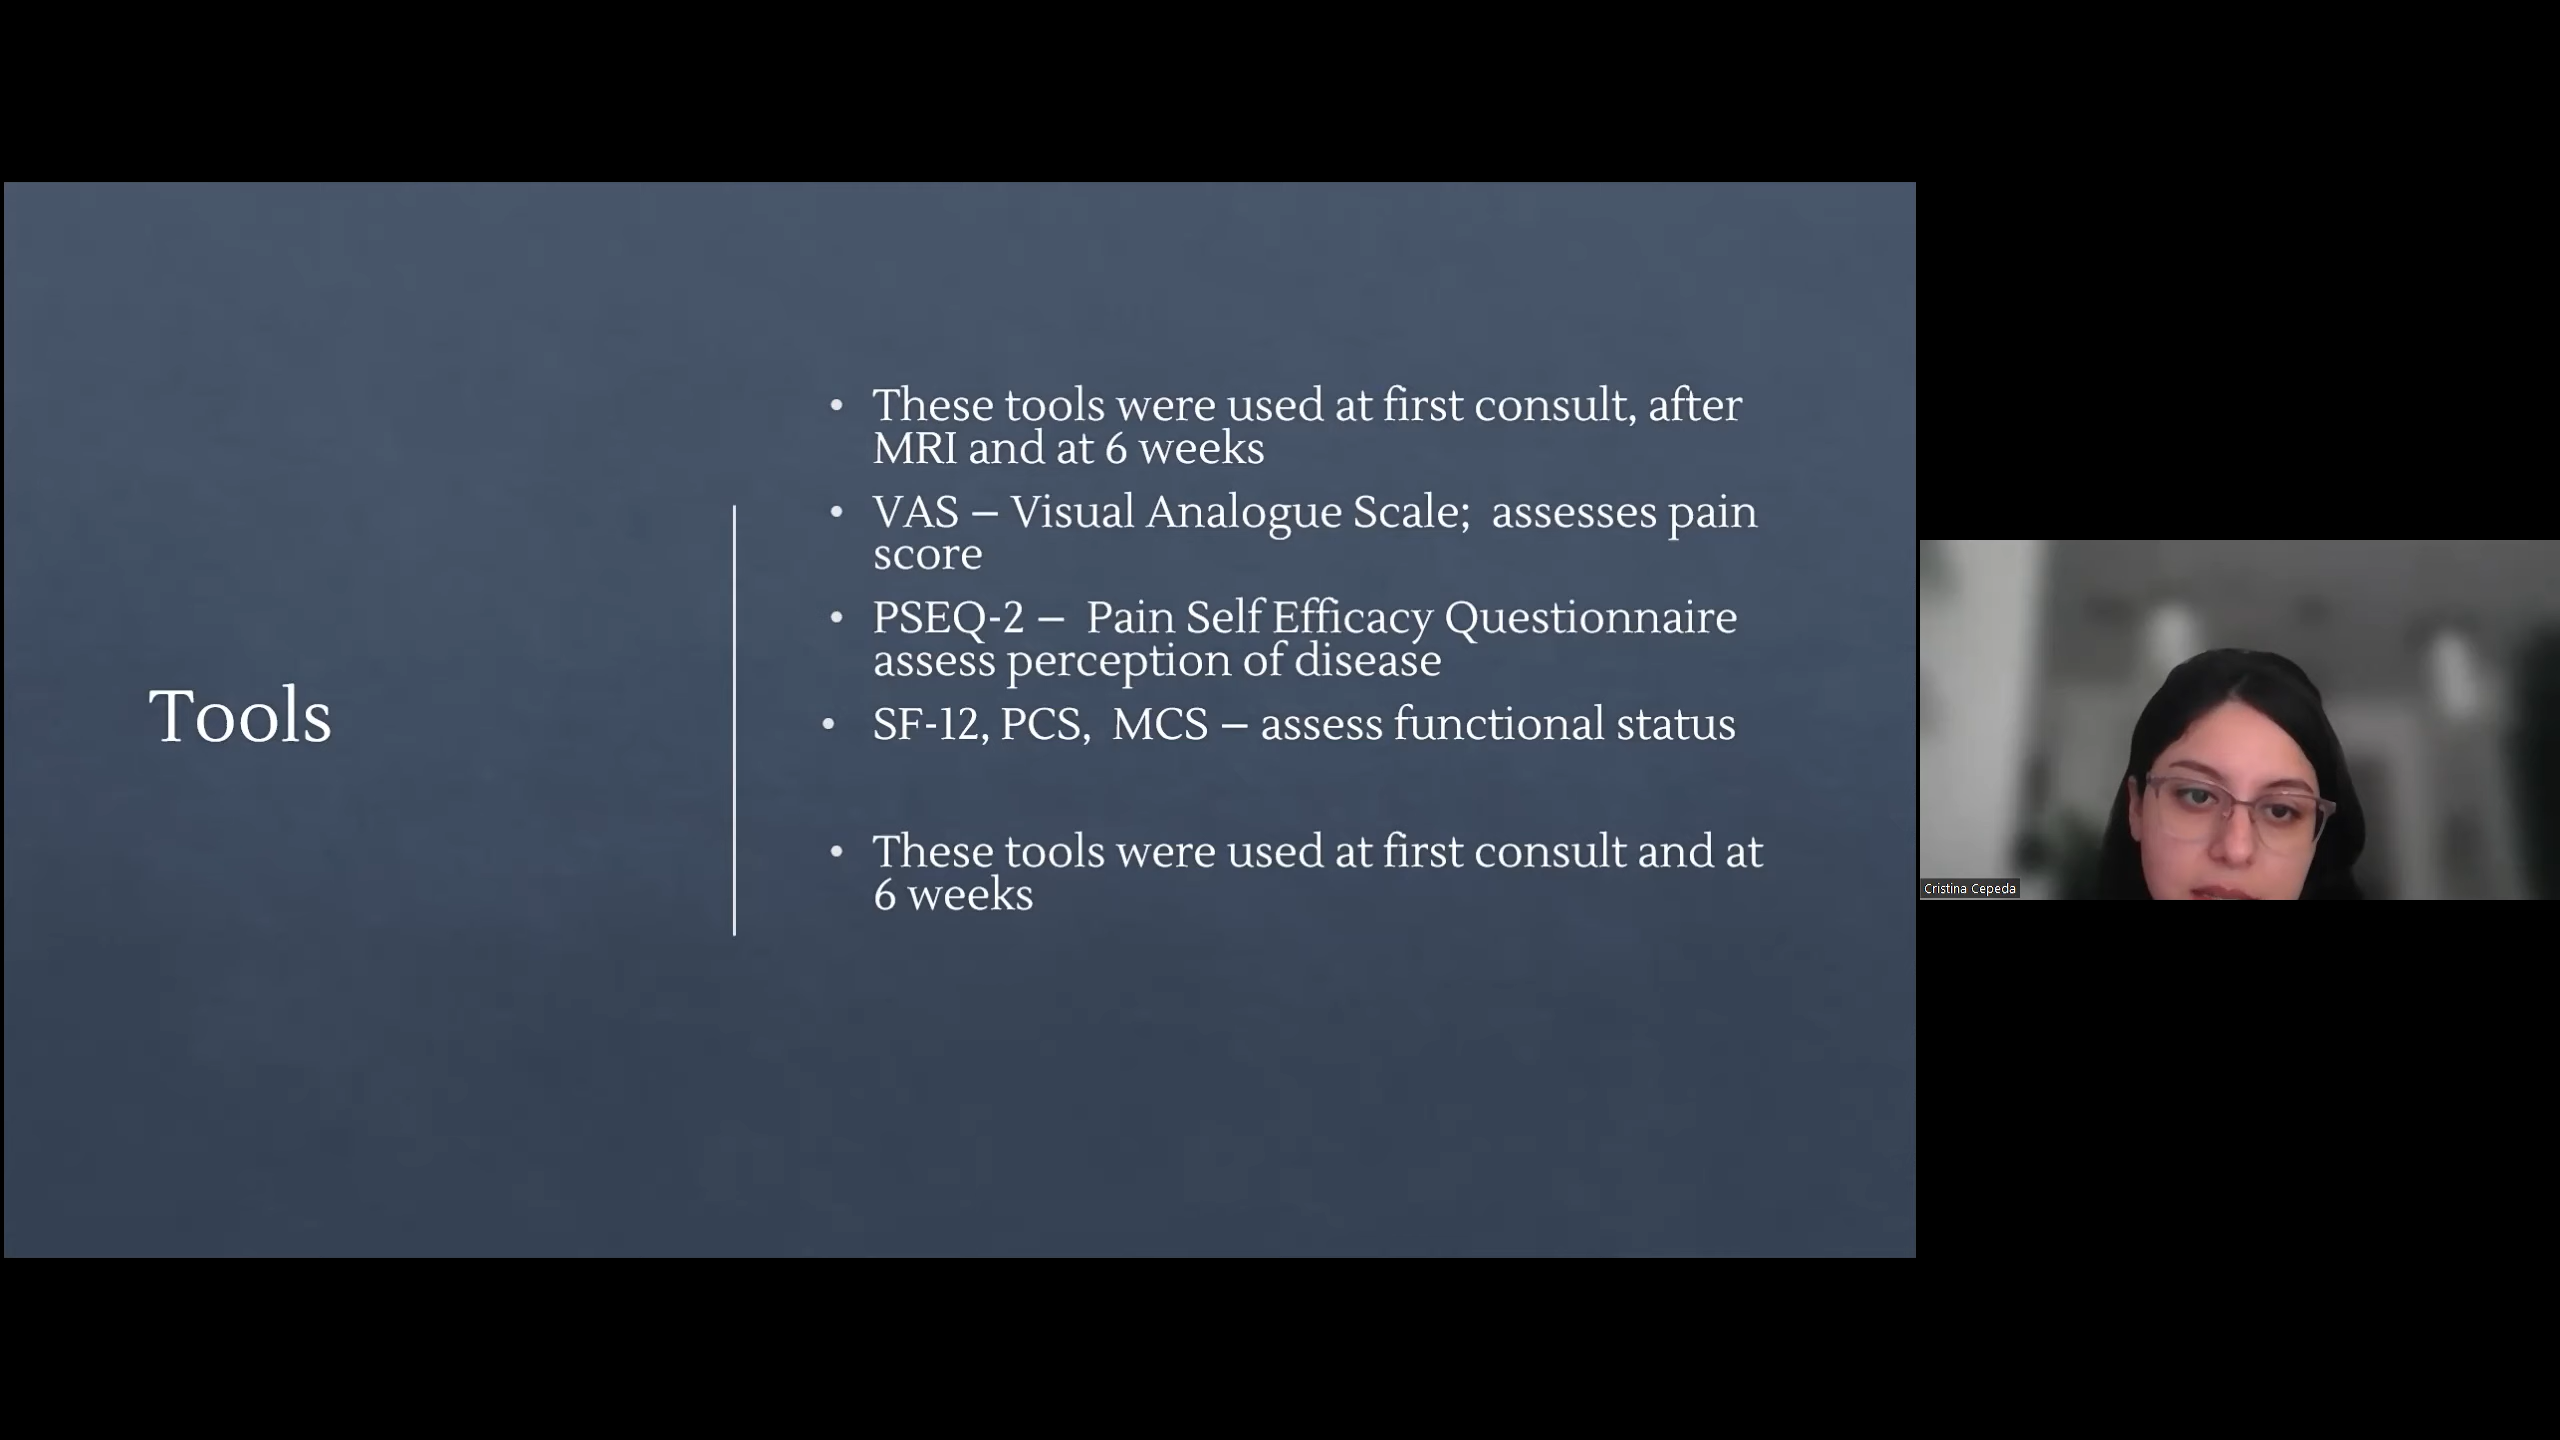 Tools
• These tools were used at first consult, after
MRI and at 6 weeks
• VAS – Visual Analogue Scale;  assesses pain
score
• PSEQ-2 –  Pain Self Efficacy Questionnaire
assess perception of disease
• SF-12, PCS,  MCS – assess functional status
• These tools were used at first consult and at
6 weeks
Cristina Cepeda